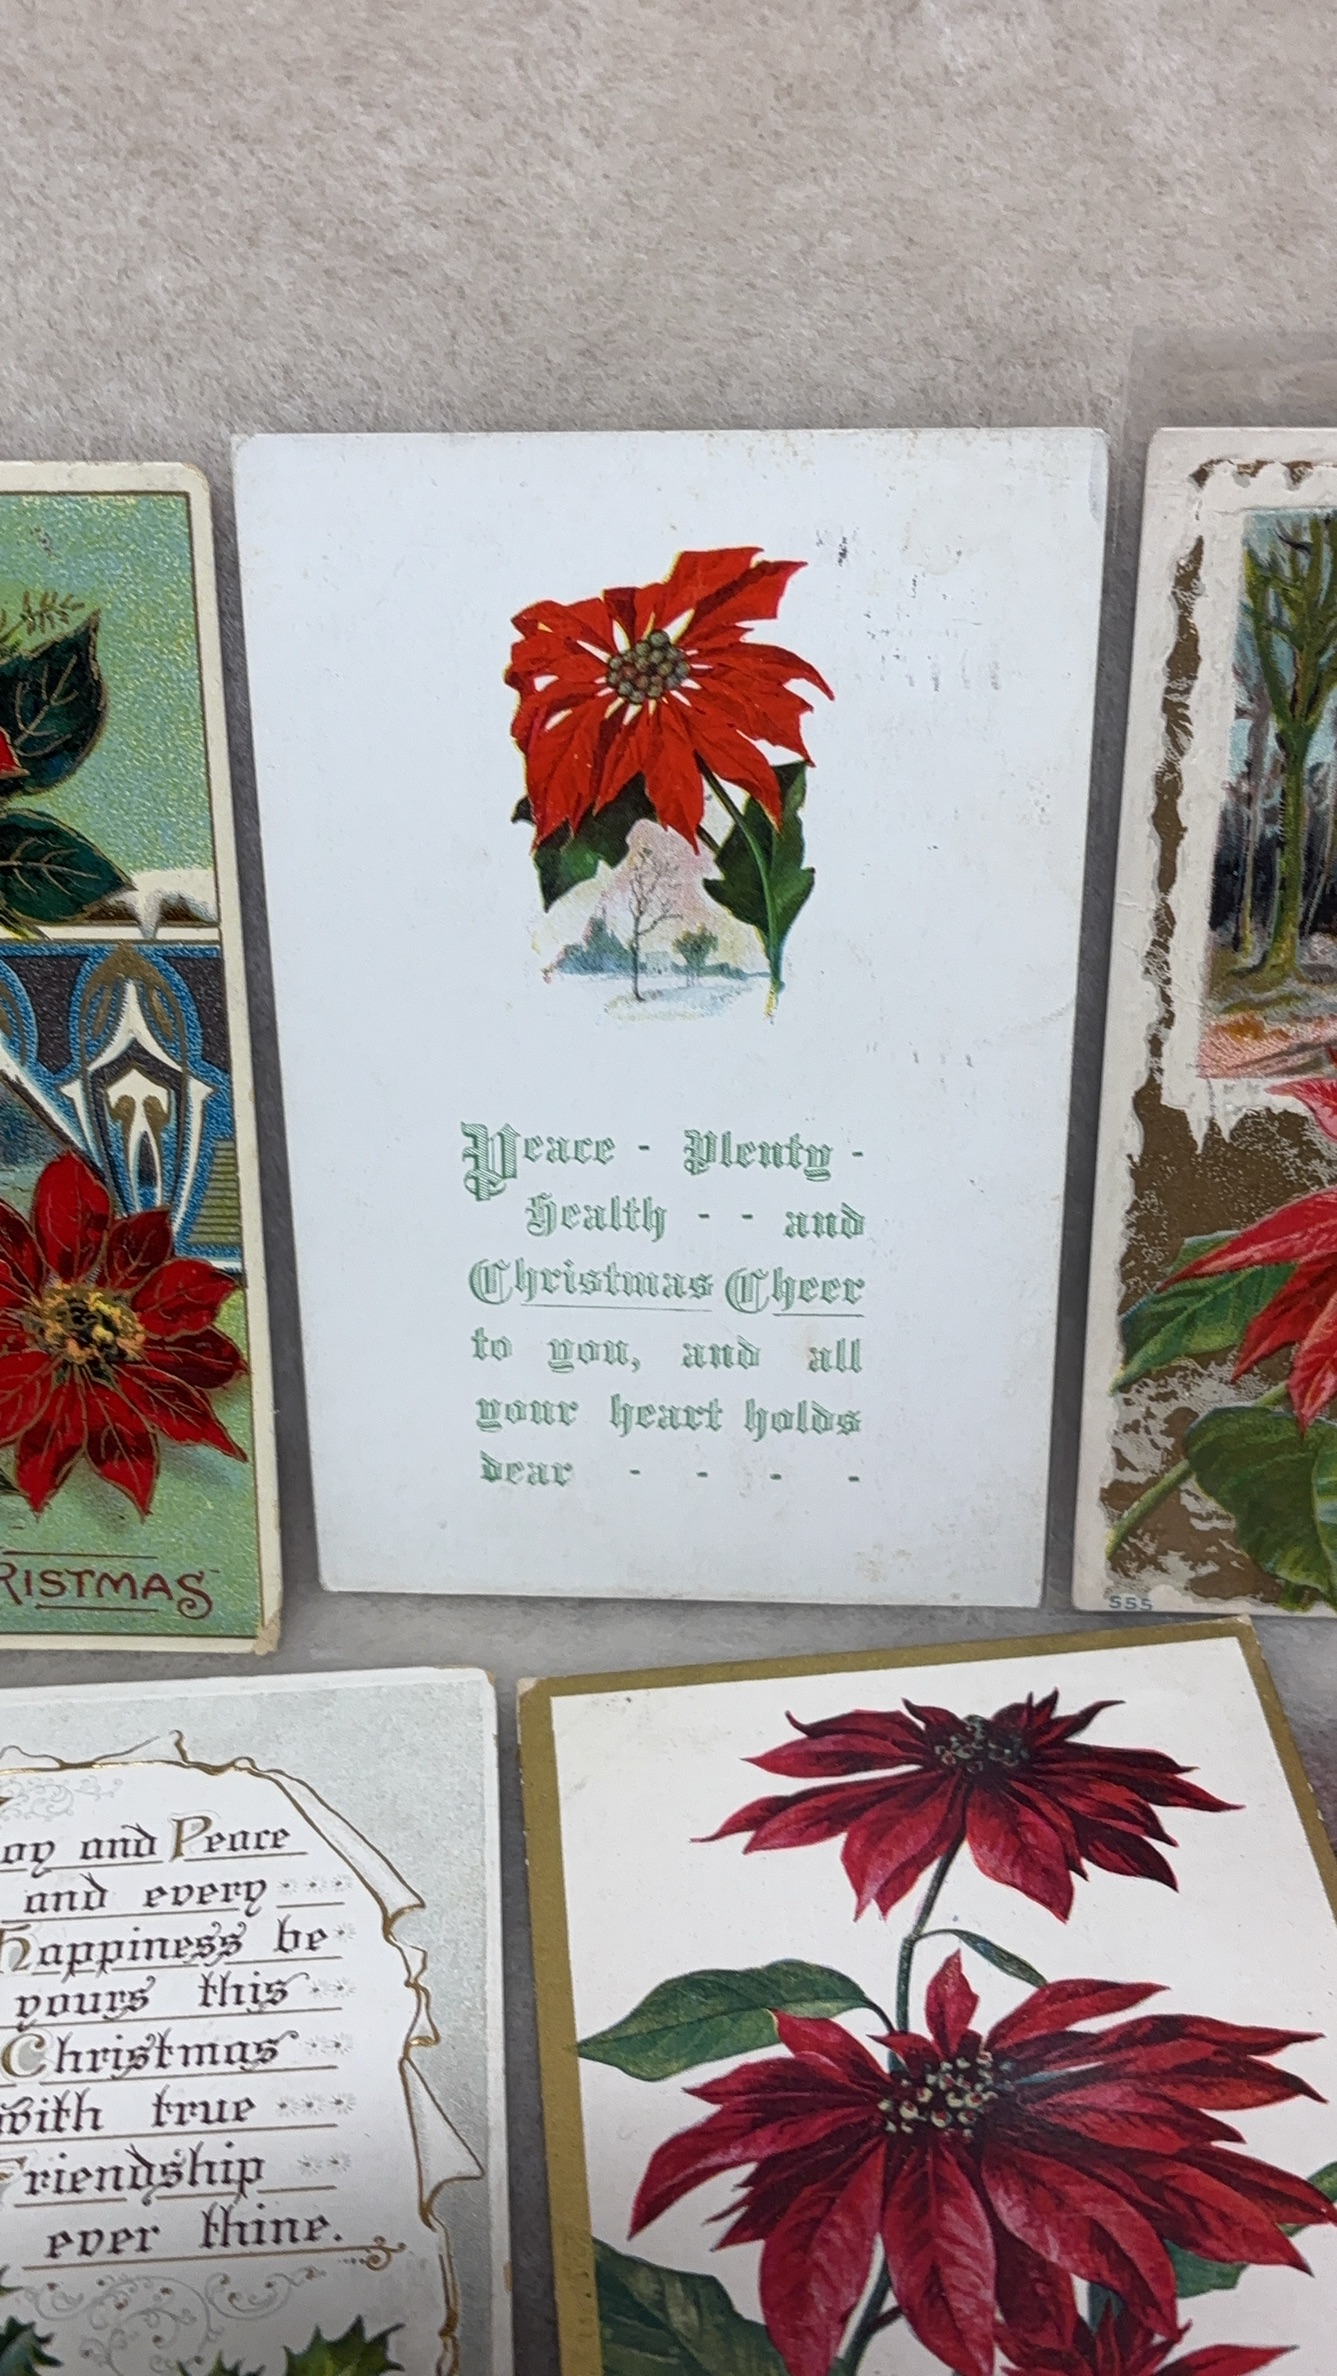 Peace - Plenty -
Health - - and
Christmas Cheer
to you, and all
your heart holds
dear - - - -
RISTMAS
555
oy and Peace
and every
Happiness be
yours this
Christmas
with true
Friendship
ever thine.